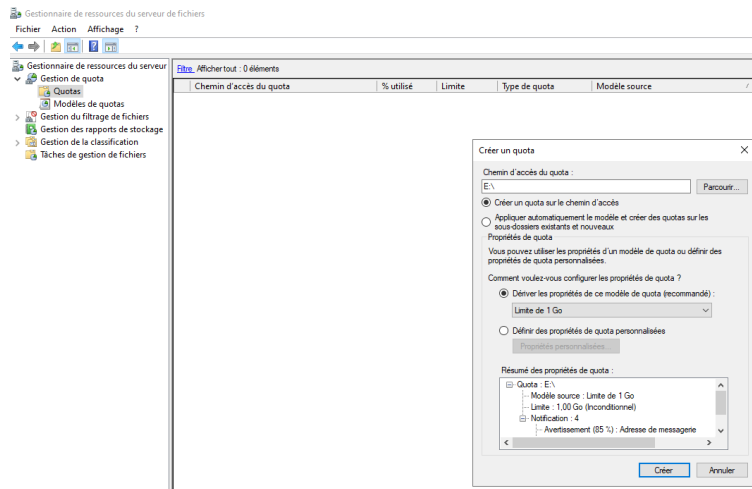 Gestionnaire de ressources du serveur de fichiers
Fichier Action Affichage ?
Gestionnaire de ressources du serveur
Gestion de quota
Quotas
Modèles de quotas
Gestion du filtrage de fichiers
Gestion des rapports de stockage
Gestion de la classification
Tâches de gestion de fichiers
Filtre Afficher tout : 0 éléments
Chemin d'accès du quota % utilisé Limite Type de quota Modèle source
Créer un quota
Chemin d'accès du quota :
E:\
Parcourir...
Créer un quota sur le chemin d'accès
Appliquer automatiquement le modèle et créer des quotas sur les
sous-dossiers existants et nouveaux
Propriétés de quota
Vous pouvez utiliser les propriétés d'un modèle de quota ou définir des
propriétés de quota personnalisées.
Comment voulez-vous configurer les propriétés de quota ?
Dériver les propriétés de ce modèle de quota (recommandé) :
Limite de 1 Go
Définir des propriétés de quota personnalisées
Propriétés personnalisées...
Résumé des propriétés de quota :
Quota : E:\
Modèle source : Limite de 1 Go
Limite : 1,00 Go (Inconditionnel)
Notification : 4
Avertissement (85 %) : Adresse de messagerie
Créer Annuler